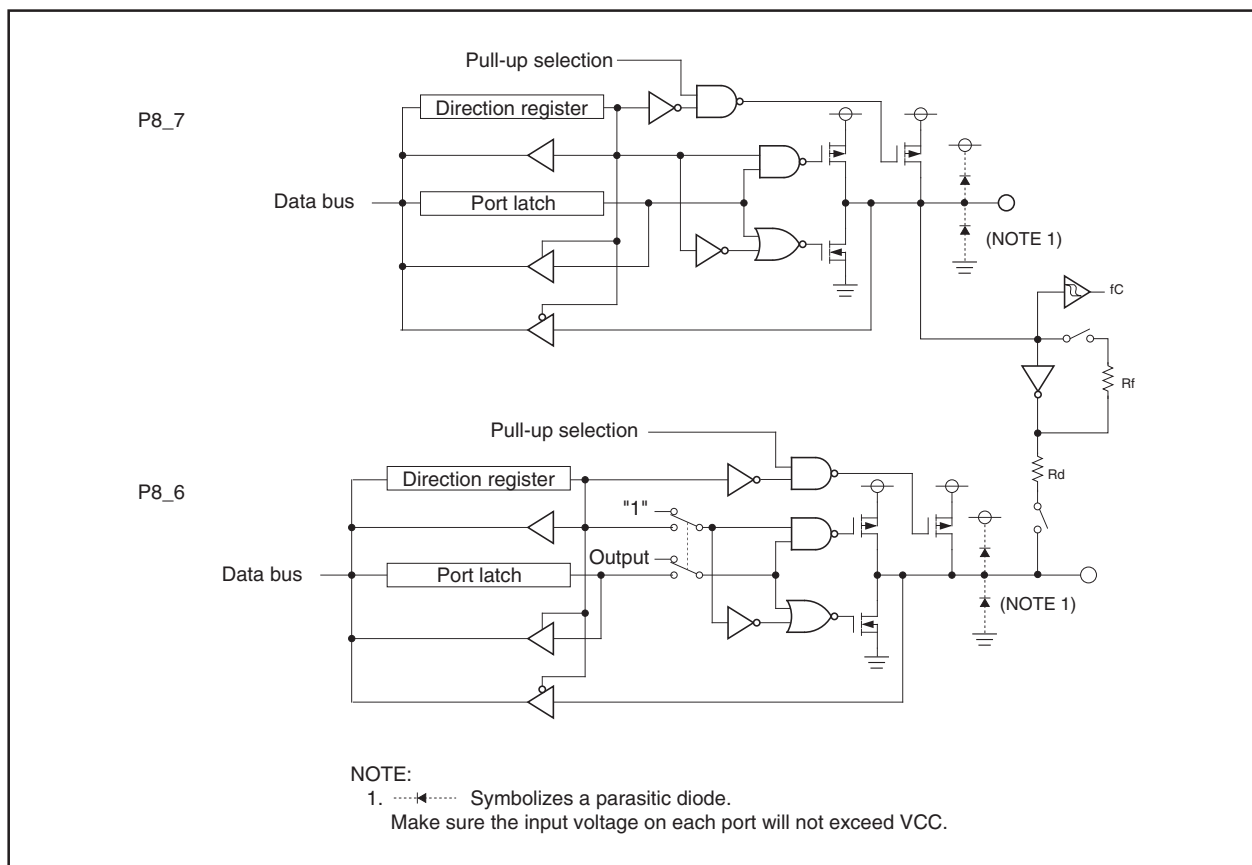 Pull-up selection
P8_7
Direction register
Data bus
Port latch
(NOTE 1)
fC
Rf
Pull-up selection
Rd
P8_6
Direction register
"1"
Output
Data bus
Port latch
(NOTE 1)
NOTE:
1. Symbolizes a parasitic diode.
Make sure the input voltage on each port will not exceed VCC.